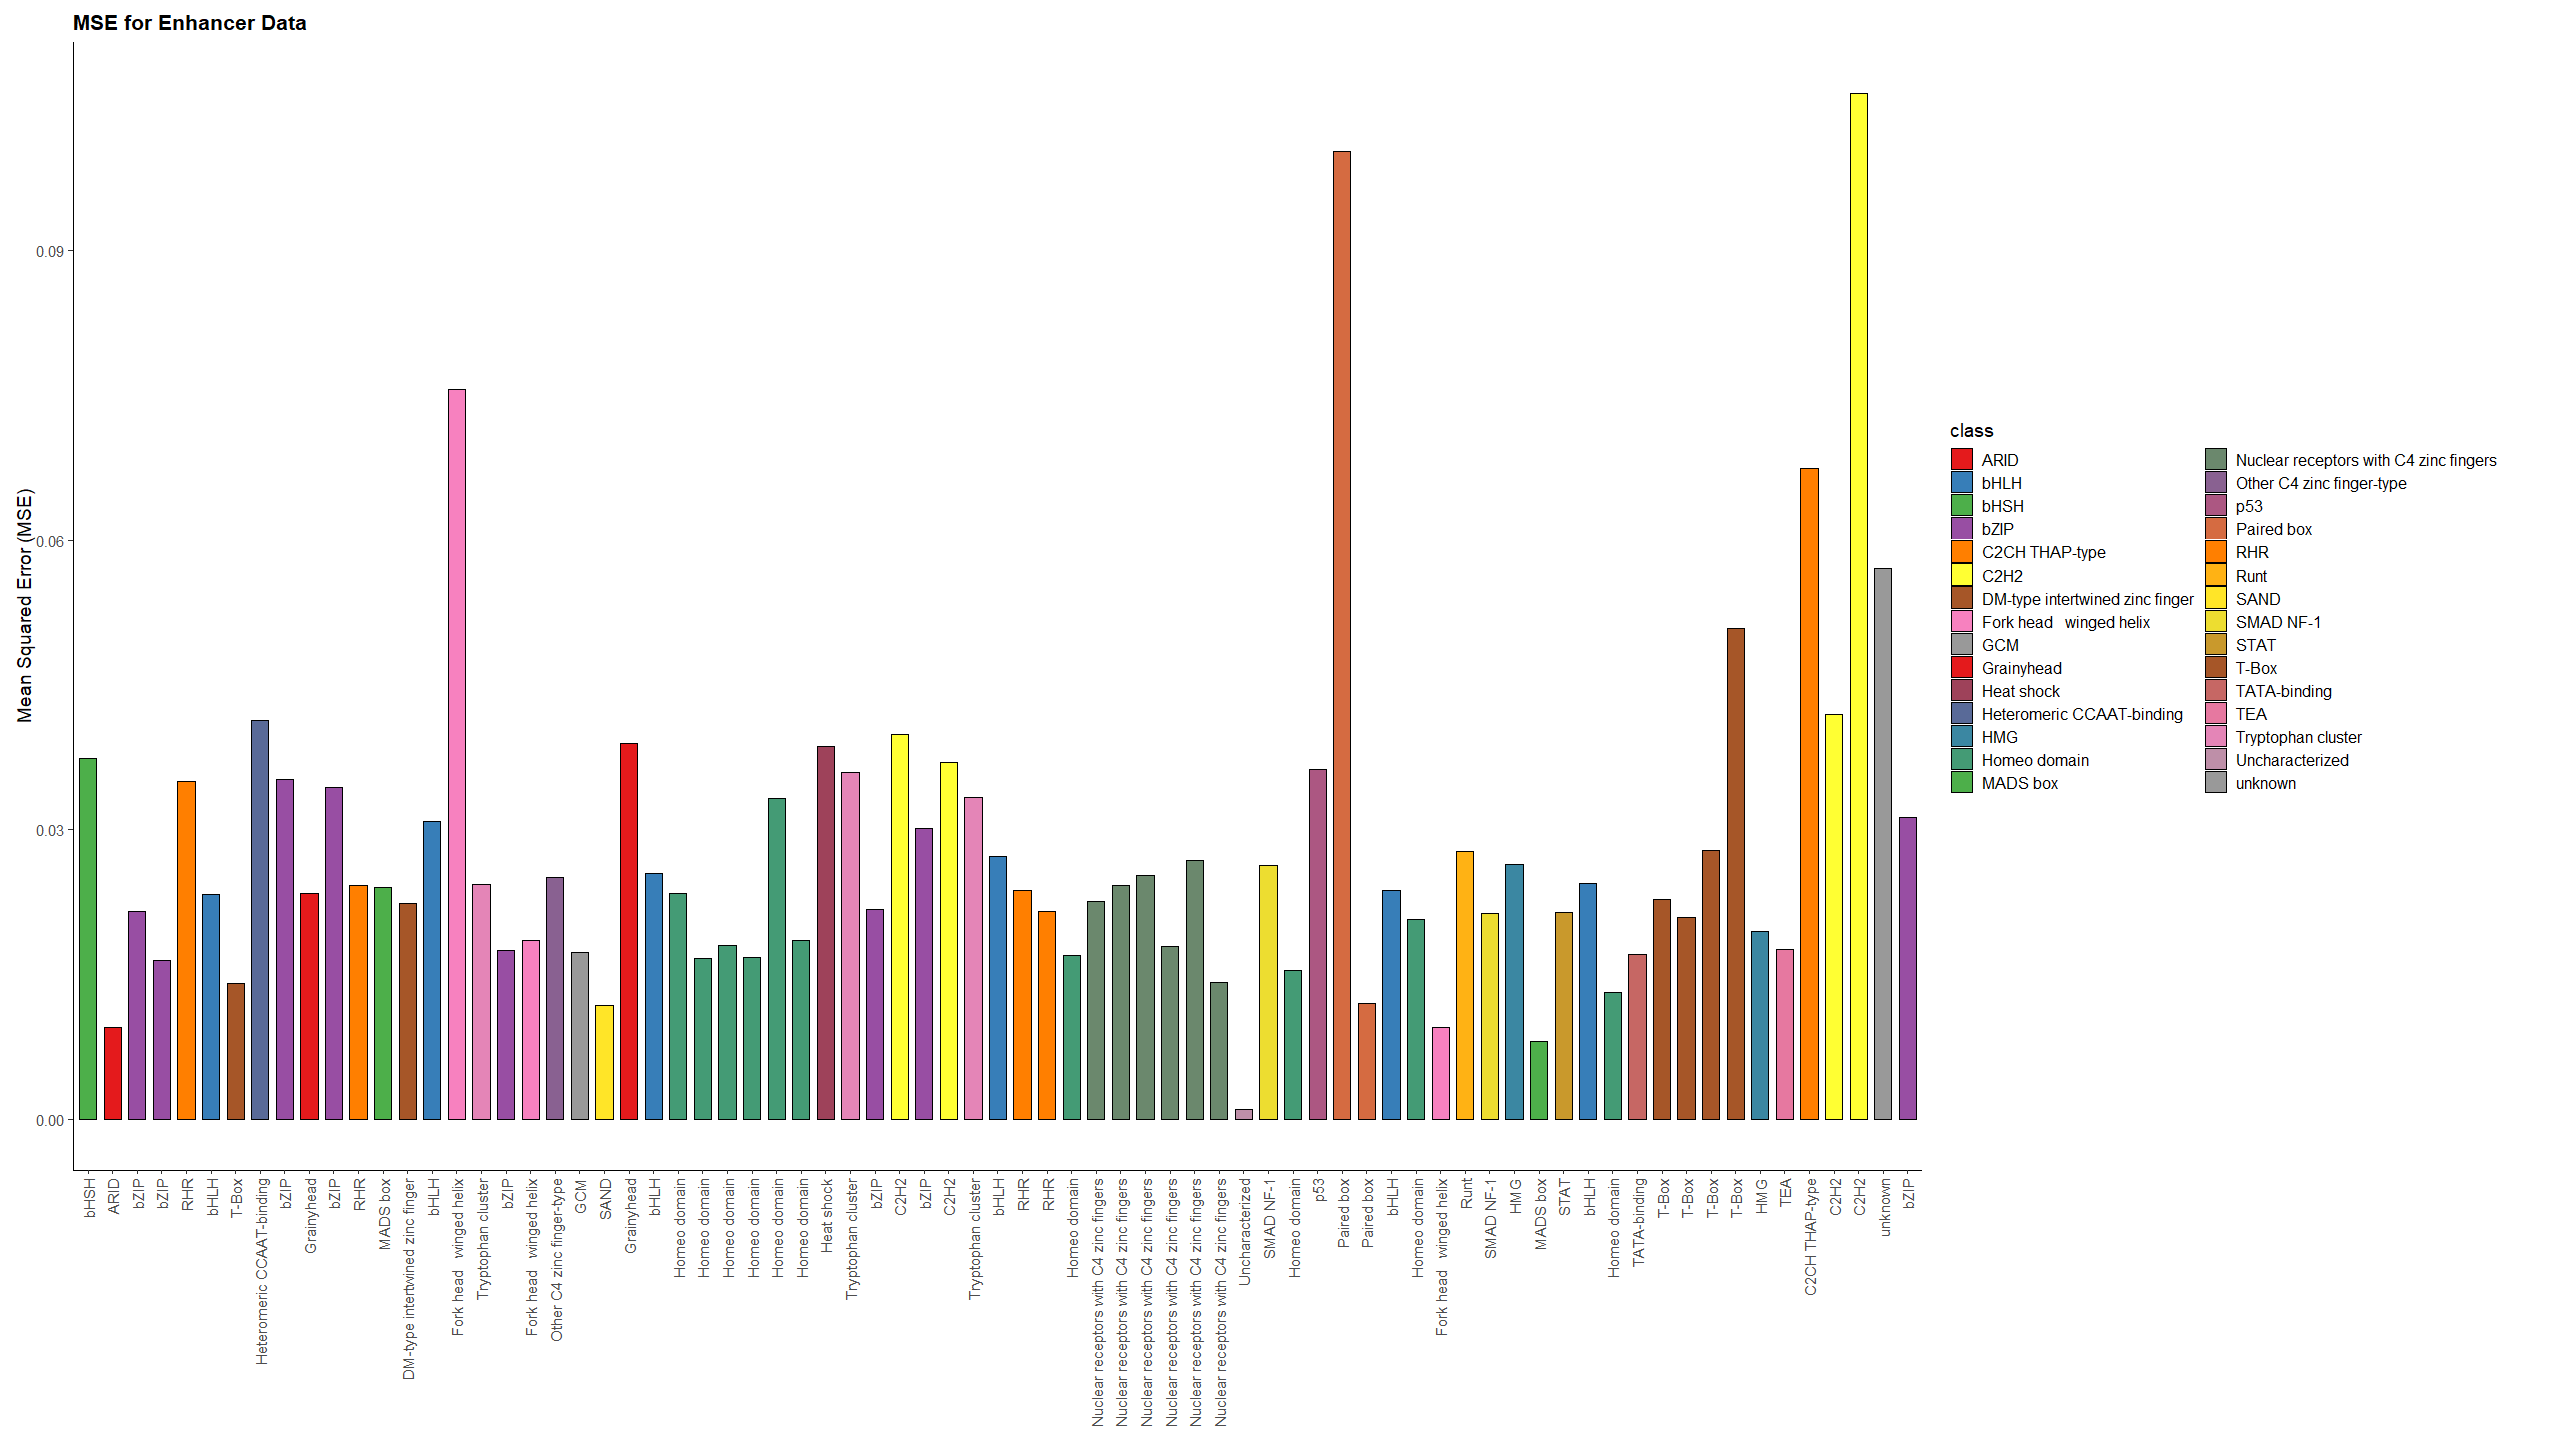 MSE for Enhancer Data
Mean Squared Error (MSE)
0.09
0.06
0.03
0.00
bHSH
ARID
bZIP
bZIP
RHR
bHLH
T-Box
Heteromeric CCAAT-binding
bZIP
Grainyhead
bZIP
RHR
MADS box
DM-type intertwined zinc finger
bHLH
Fork head   winged helix
Tryptophan cluster
bZIP
Fork head   winged helix
Other C4 zinc finger-type
GCM
SAND
Grainyhead
bHLH
Homeo domain
Homeo domain
Homeo domain
Homeo domain
Homeo domain
Homeo domain
Heat shock
Tryptophan cluster
bZIP
C2H2
bZIP
C2H2
Tryptophan cluster
bHLH
RHR
RHR
Homeo domain
Nuclear receptors with C4 zinc fingers
Nuclear receptors with C4 zinc fingers
Nuclear receptors with C4 zinc fingers
Nuclear receptors with C4 zinc fingers
Nuclear receptors with C4 zinc fingers
Nuclear receptors with C4 zinc fingers
Uncharacterized
SMAD NF-1
Homeo domain
p53
Paired box
Paired box
bHLH
Homeo domain
Fork head   winged helix
Runt
SMAD NF-1
HMG
MADS box
STAT
bHLH
Homeo domain
TATA-binding
T-Box
T-Box
T-Box
T-Box
HMG
TEA
C2CH THAP-type
C2H2
C2H2
unknown
bZIP
class
ARID
bHLH
bHSH
bZIP
C2CH THAP-type
C2H2
DM-type intertwined zinc finger
Fork head   winged helix
GCM
Grainyhead
Heat shock
Heteromeric CCAAT-binding
HMG
Homeo domain
MADS box
Nuclear receptors with C4 zinc fingers
Other C4 zinc finger-type
p53
Paired box
RHR
Runt
SAND
SMAD NF-1
STAT
T-Box
TATA-binding
TEA
Tryptophan cluster
Uncharacterized
unknown